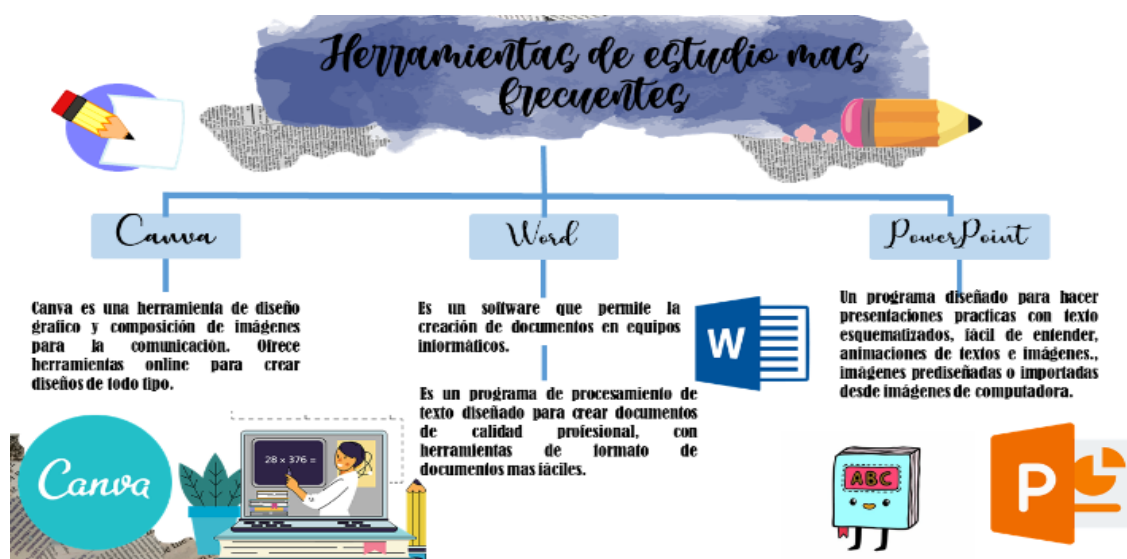 Herramientas de estudio mas
frecuentes
Canva
Word
PowerPoint
Canva es una herramienta de diseño
grafico y composición de imágenes
para la comunicación. Ofrece
herramientas online para crear
diseños de todo tipo.
Es un software que permite la
creación de documentos en equipos
informáticos.
Es un programa de procesamiento de
texto diseñado para crear documentos
de calidad profesional, con
herramientas de formato de
documentos mas fáciles.
Un programa diseñado para hacer
presentaciones practicas con texto
esquematizados, fácil de entender,
animaciones de textos e imágenes.,
imágenes prediseñadas o importadas
desde imágenes de computadora.
W
Canva
28 x 376 =
ABC
P